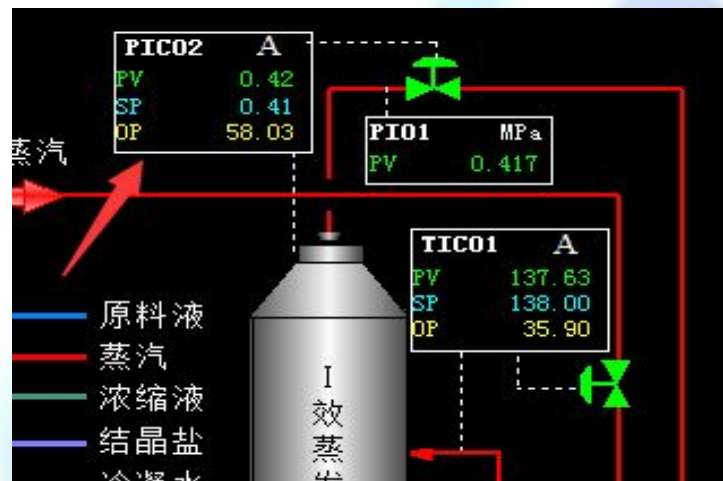 PIC02 A
PV 0.42
SP 0.41
OP 58.03
PI01 MPa
PV 0.417
蒸汽
TIC01 A
PV 137.63
SP 138.00
OP 35.90
原料液
蒸汽
浓缩液
结晶盐
I
效
蒸